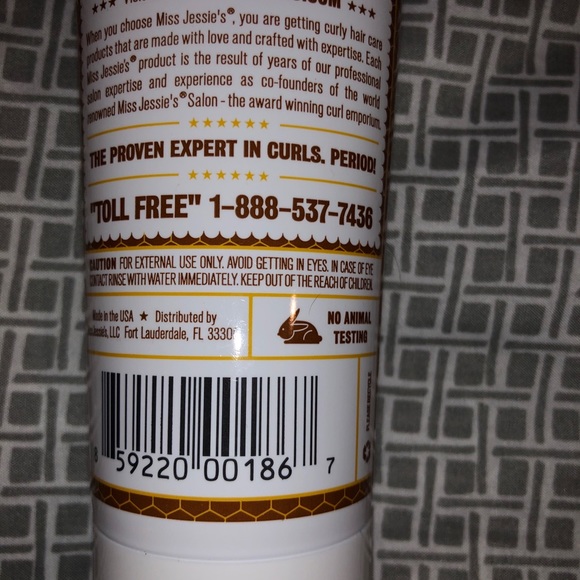 When you choose Miss Jessie's®, you are getting curly hair care
products that are made with love and crafted with expertise. Each
Miss Jessie's® product is the result of years of our professional
salon expertise and experience as co-founders of the world
renowned Miss Jessie's® Salon - the award winning curl emporium.
THE PROVEN EXPERT IN CURLS. PERIOD!
"TOLL FREE" 1-888-537-7436
CAUTION FOR EXTERNAL USE ONLY. AVOID GETTING IN EYES. IN CASE OF EYE
CONTACT RINSE WITH WATER IMMEDIATELY. KEEP OUT OF THE REACH OF CHILDREN.
Made in the USA ★ Distributed by
Jessie's, LLC Fort Lauderdale, FL 3330
NO ANIMAL
TESTING
PLEASE RECYCLE
8 59220 00186 7